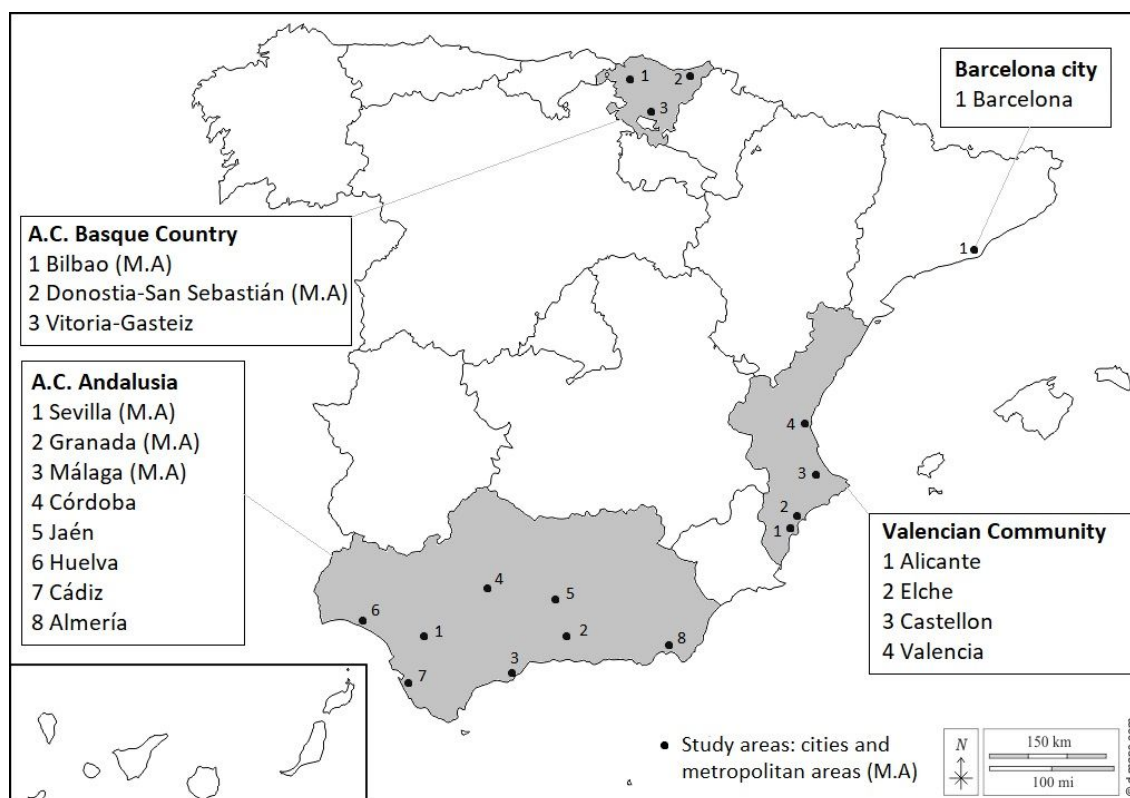 Barcelona city
1 Barcelona
1
2
3
1
A.C. Basque Country
1 Bilbao (M.A)
2 Donostia-San Sebastián (M.A)
3 Vitoria-Gasteiz
A.C. Andalusia
1 Sevilla (M.A)
2 Granada (M.A)
3 Málaga (M.A)
4 Córdoba
5 Jaén
6 Huelva
7 Cádiz
8 Almería
4
3
2
1
Valencian Community
1 Alicante
2 Elche
3 Castellon
4 Valencia
4
5
6
1
2
8
3
7
● Study areas: cities and
metropolitan areas (M.A)
N
150 km
100 mi
© d-maps.com